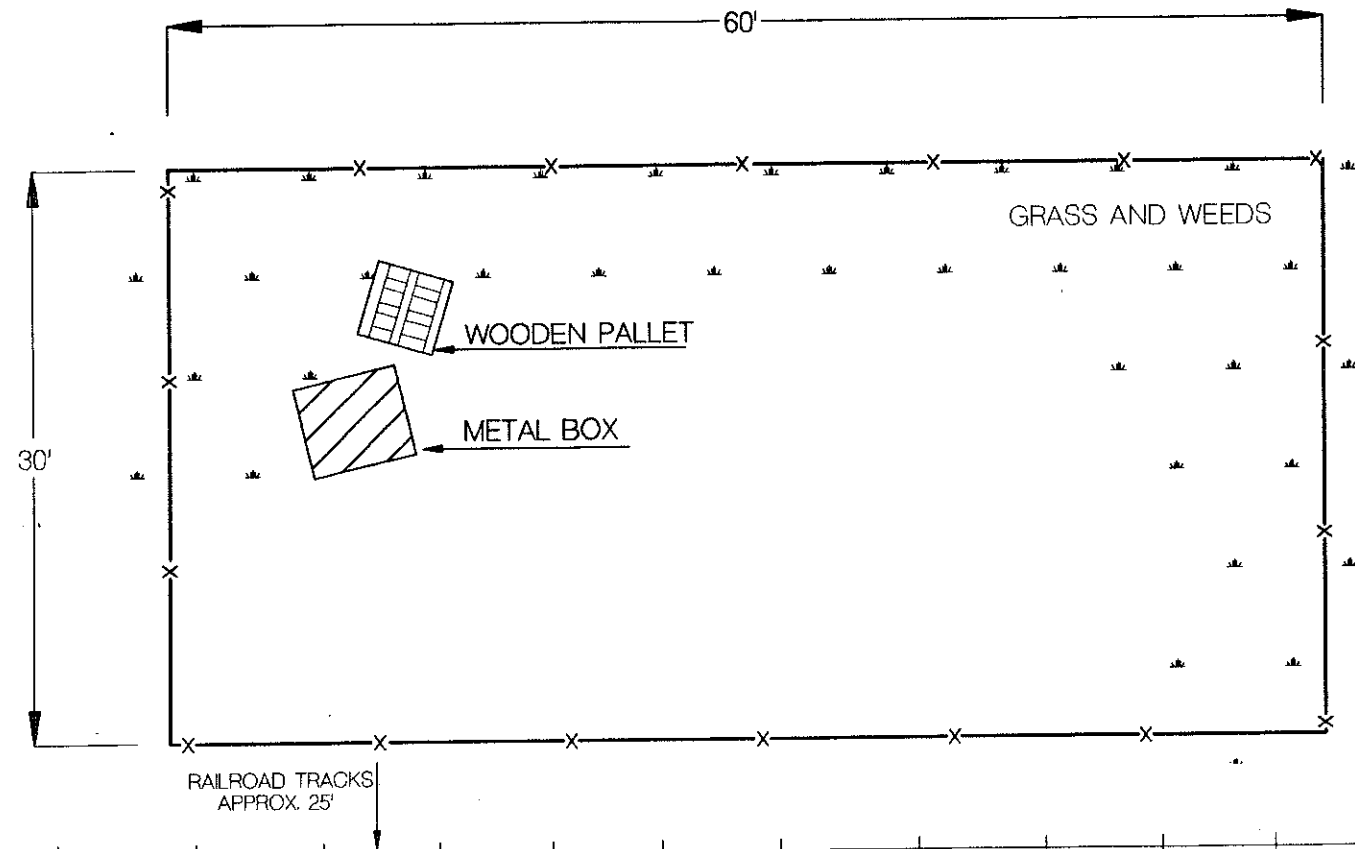 60'
GRASS AND WEEDS
WOODEN PALLET
METAL BOX
30'
RAILROAD TRACKS
APPROX. 25'